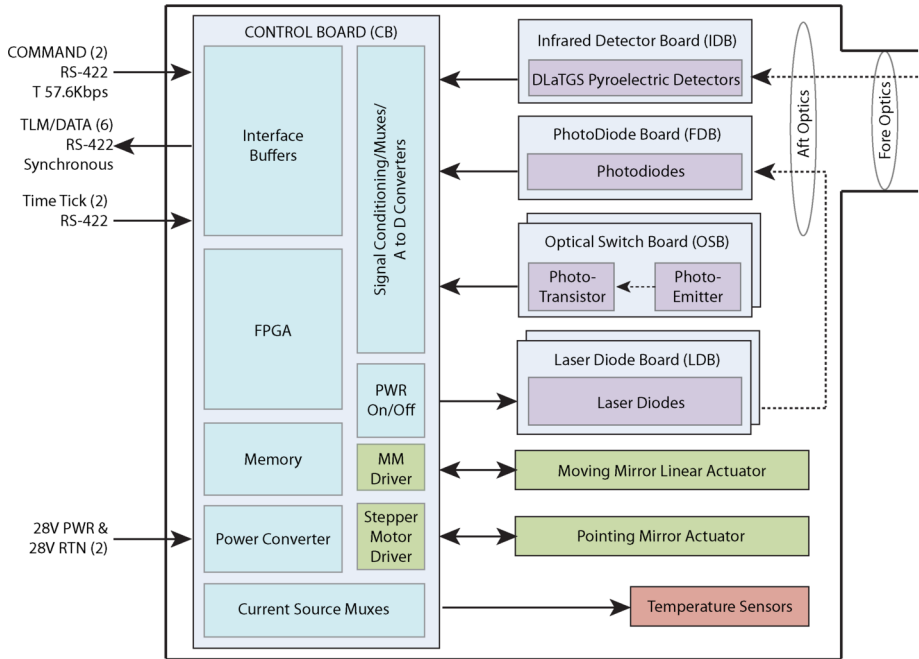 COMMAND (2)
RS-422
T 57.6Kbps
TLM/DATA (6)
RS-422
Synchronous
Time Tick (2)
RS-422
28V PWR &
28V RTN (2)
CONTROL BOARD (CB)
Interface
Buffers
FPGA
Memory
Power Converter
Current Source Muxes
Signal Conditioning/Muxes/
A to D Converters
PWR
On/Off
MM
Driver
Stepper
Motor
Driver
Infrared Detector Board (IDB)
DLaTGS Pyroelectric Detectors
PhotoDiode Board (FDB)
Photodiodes
Optical Switch Board (OSB)
Photo-
Transistor
Photo-
Emitter
Laser Diode Board (LDB)
Laser Diodes
Moving Mirror Linear Actuator
Pointing Mirror Actuator
Temperature Sensors
Aft Optics
Fore Optics